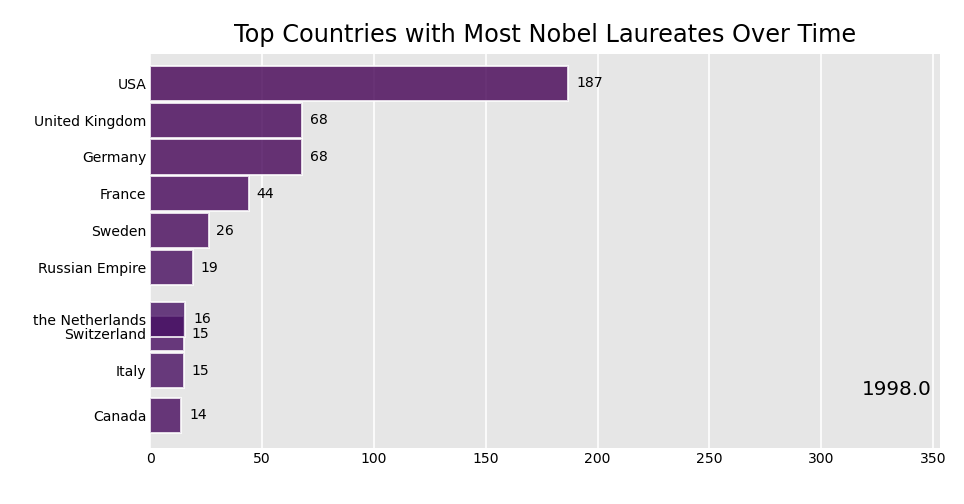 Top Countries with Most Nobel Laureates Over Time
USA 187
United Kingdom 68
Germany 68
France 44
Sweden 26
Russian Empire 19
the Netherlands 16
Switzerland 15
Italy 15
1998.0
Canada 14
0 50 100 150 200 250 300 350